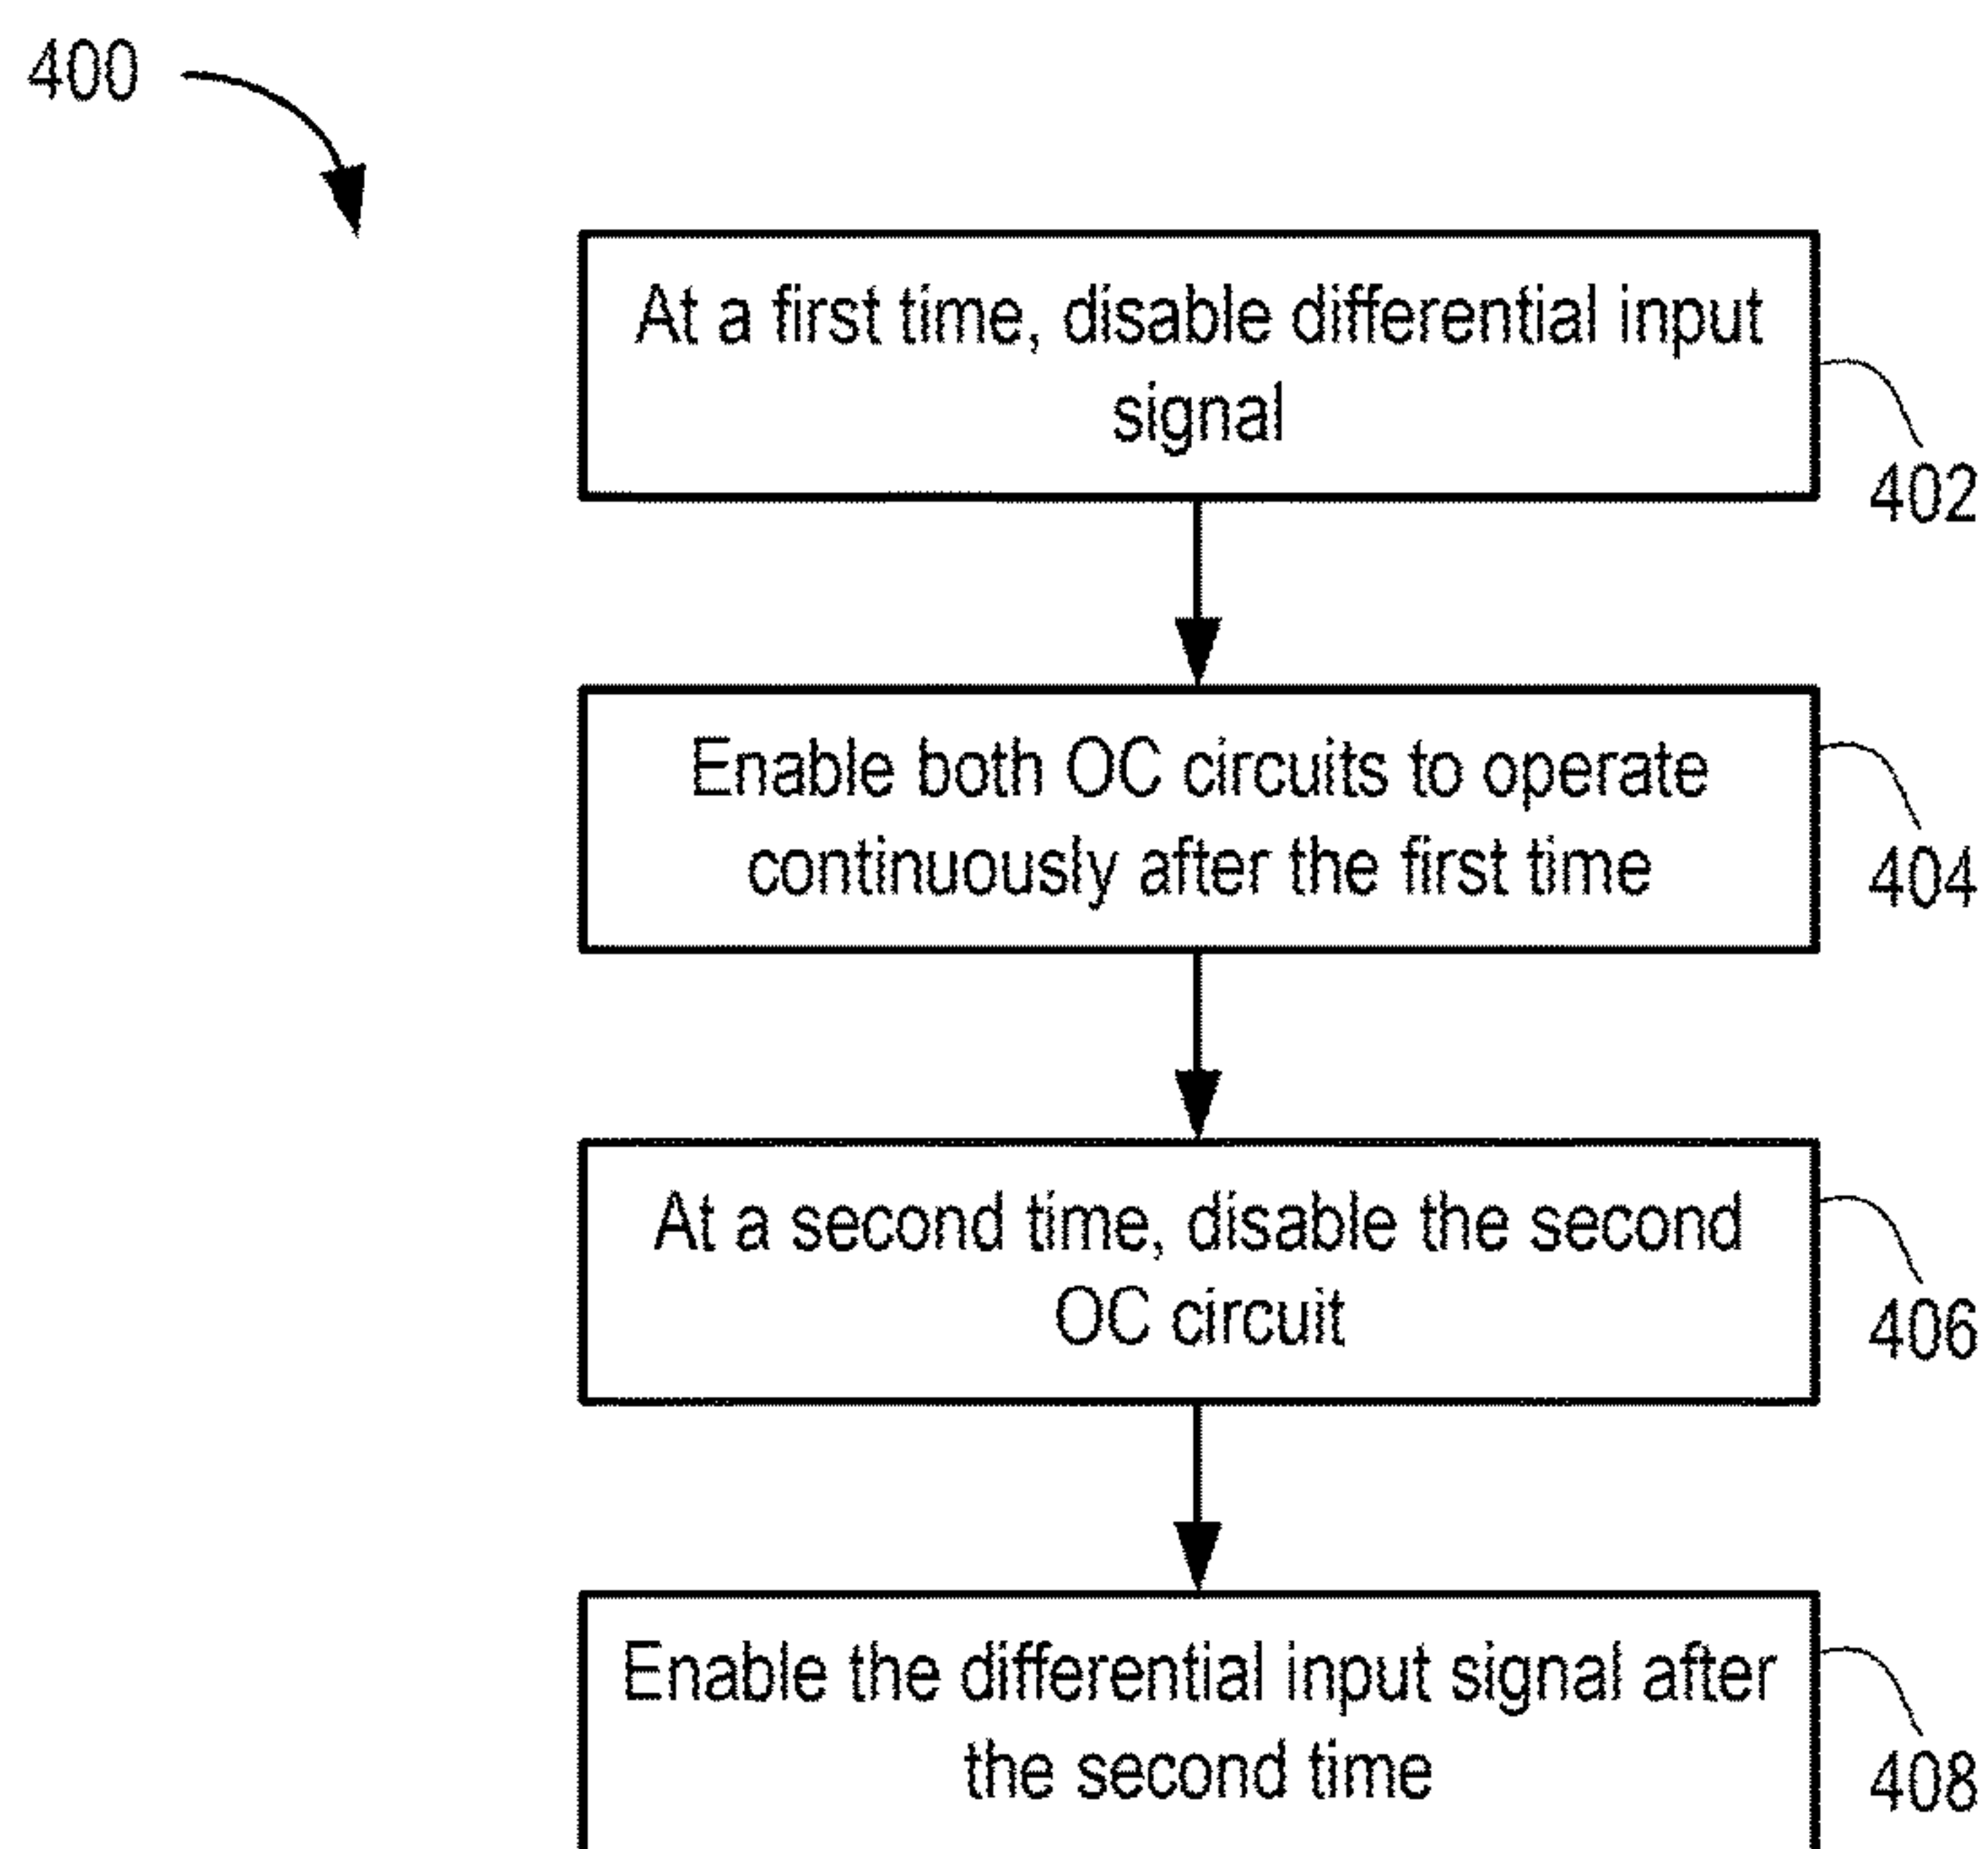 400
At a first time, disable differential input
signal
402
Enable both OC circuits to operate
continuously after the first time
404
At a second time, disable the second
OC circuit
406
Enable the differential input signal after
the second time
408